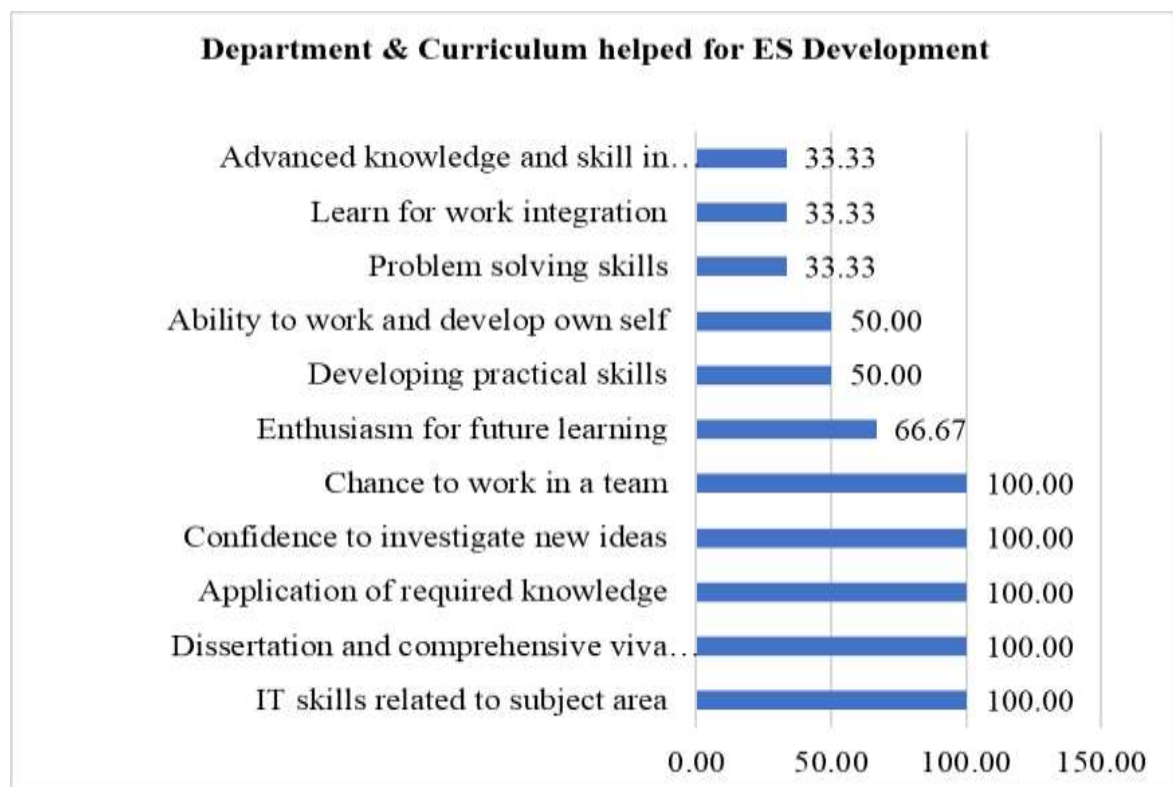 Department & Curriculum helped for ES Development
Advanced knowledge and skill in… 33.33
Learn for work integration 33.33
Problem solving skills 33.33
Ability to work and develop own self 50.00
Developing practical skills 50.00
Enthusiasm for future learning 66.67
Chance to work in a team 100.00
Confidence to investigate new ideas 100.00
Application of required knowledge 100.00
Dissertation and comprehensive viva… 100.00
IT skills related to subject area 100.00
0.00 50.00 100.00 150.00